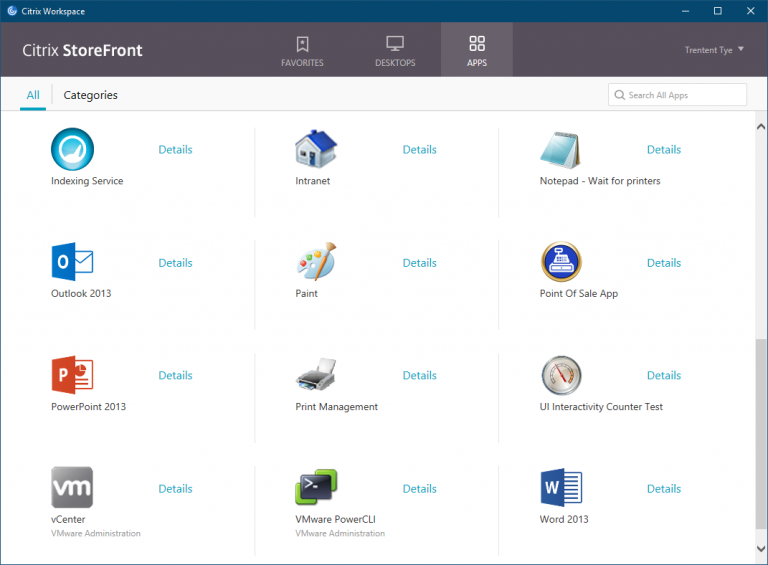 Citrix Workspace
Citrix StoreFront
FAVORITES
DESKTOPS
APPS
Trentent Tye
All
Categories
Search All Apps
Indexing Service
Details
Intranet
Details
Notepad - Wait for printers
Details
Outlook 2013
Details
Paint
Details
Point Of Sale App
Details
PowerPoint 2013
Details
Print Management
Details
UI Interactivity Counter Test
Details
vm
vCenter
VMware Administration
Details
VMware PowerCLI
VMware Administration
Details
Word 2013
Details